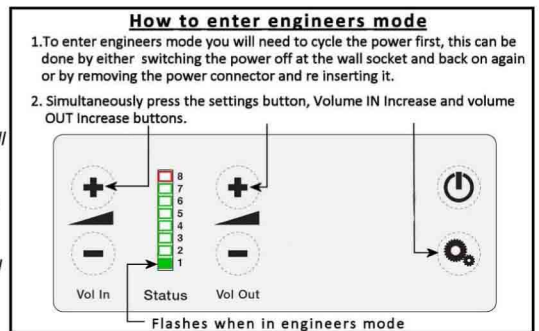 How to enter engineers mode
1.To enter engineers mode you will need to cycle the power first, this can
done by either switching the power off at the wall socket and back on again
or by removing the power connector and re inserting it.
2. Simultaneously press the settings button, Volume IN Increase and volume
OUT Increase buttons.
8
7
6
5
4
3
2
1
Vol In Status Vol Out
Flashes when in engineers mode